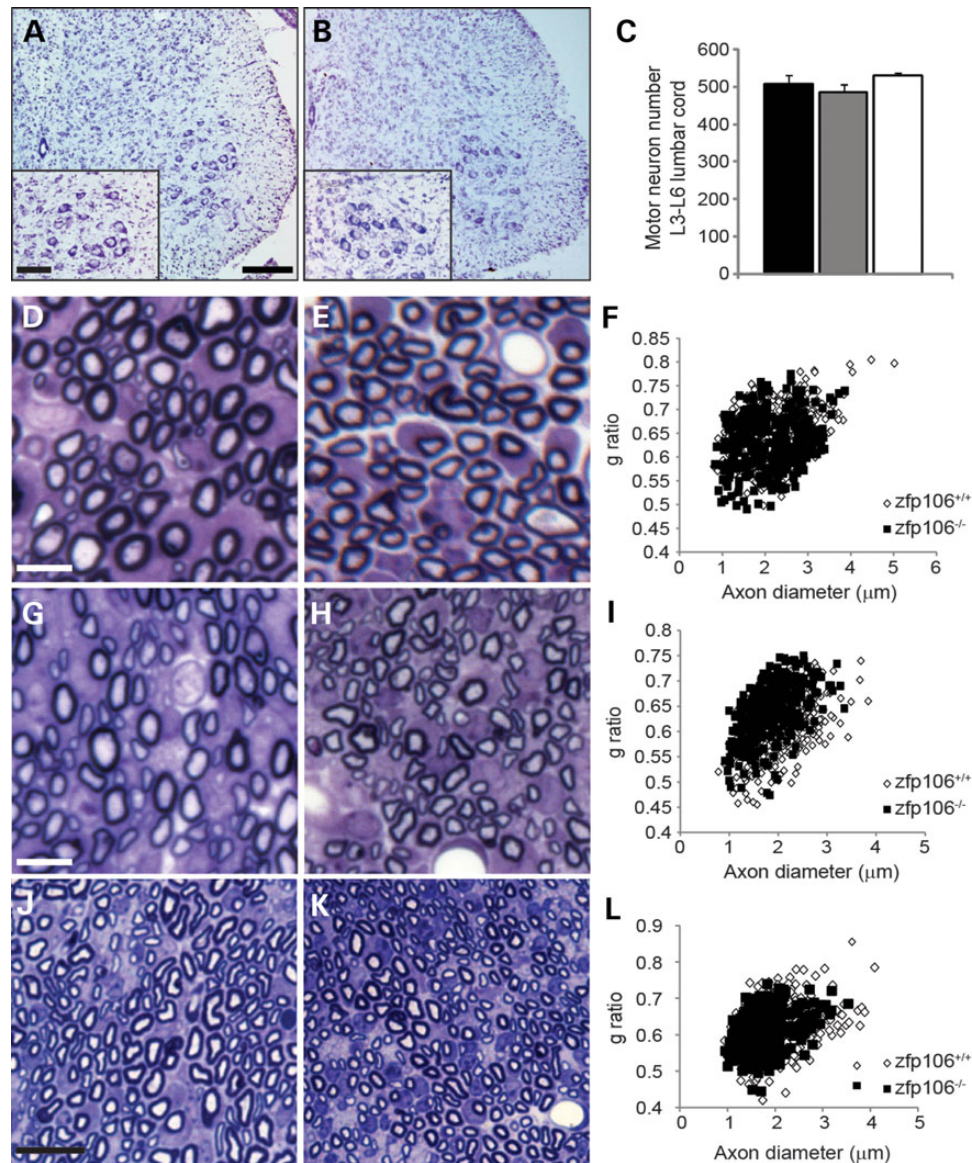 A
B
C
600
500
400
300
200
100
0
Motor neuron number
L3-L6 lumbar cord
D
E
F
0.85
0.8
0.75
0.7
0.65
0.6
0.55
0.5
0.45
0.4
g ratio
zfp106+/+
zfp106-/-
0 1 2 3 4 5 6
Axon diameter (μm)
G
H
I
0.8
0.75
0.7
0.65
0.6
0.55
0.5
0.45
0.4
g ratio
zfp106+/+
zfp106-/-
0 1 2 3 4 5
Axon diameter (μm)
J
K
L
0.9
0.8
0.7
0.6
0.5
0.4
g ratio
zfp106+/+
zfp106-/-
0 1 2 3 4 5
Axon diameter (μm)